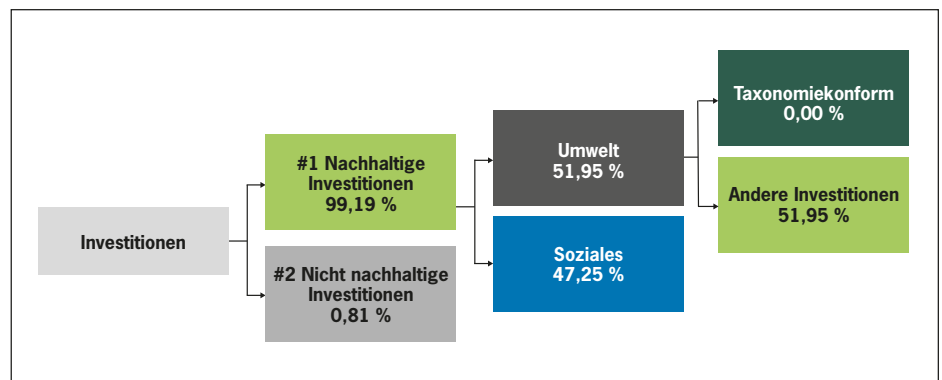 Investitionen
#1 Nachhaltige
Investitionen
99,19 %
#2 Nicht nachhaltige
Investitionen
0,81 %
Umwelt
51,95 %
Soziales
47,25 %
Taxonomiekonform
0,00 %
Andere Investitionen
51,95 %